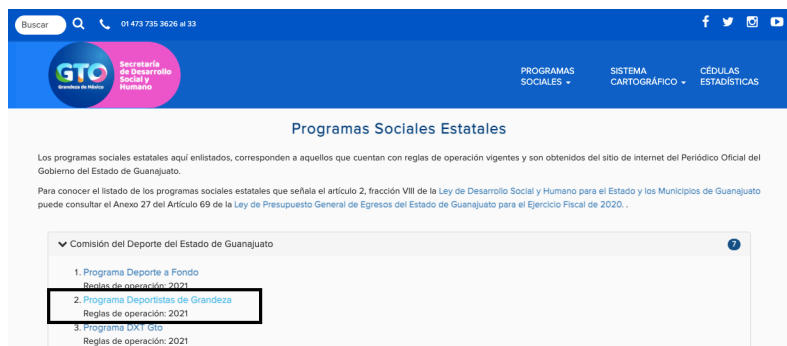 Buscar
01 473 735 3626 al 33
GTO
Grandeza de México
Secretaría
de Desarrollo
Social y
Humano
PROGRAMAS
SOCIALES
SISTEMA
CARTOGRÁFICO
CÉDULAS
ESTADÍSTICAS
Programas Sociales Estatales
Los programas sociales estatales aquí enlistados, corresponden a aquellos que cuentan con reglas de operación vigentes y son obtenidos del sitio de internet del Periódico Oficial del
Gobierno del Estado de Guanajuato.
Para conocer el listado de los programas sociales estatales que señala el artículo 2, fracción VIII de la Ley de Desarrollo Social y Humano para el Estado y los Municipios de Guanajuato
puede consultar el Anexo 27 del Artículo 69 de la Ley de Presupuesto General de Egresos del Estado de Guanajuato para el Ejercicio Fiscal de 2020. .
Comisión del Deporte del Estado de Guanajuato 7
1. Programa Deporte a Fondo
Reglas de operación: 2021
2. Programa Deportistas de Grandeza
Reglas de operación: 2021
3. Programa DXT Gto
Reglas de operación: 2021